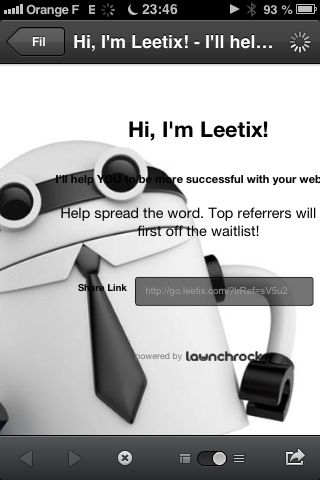 Orange F E 23:46 93 %
Fil
Hi, I'm Leetix! - I'll hel...
Hi, I'm Leetix!
I'll help YOU to be more successful with your web
Help spread the word. Top referrers will
first off the waitlist!
Share Link
http://go.leetix.com/?lrRef=sV5u2
powered by launchrock